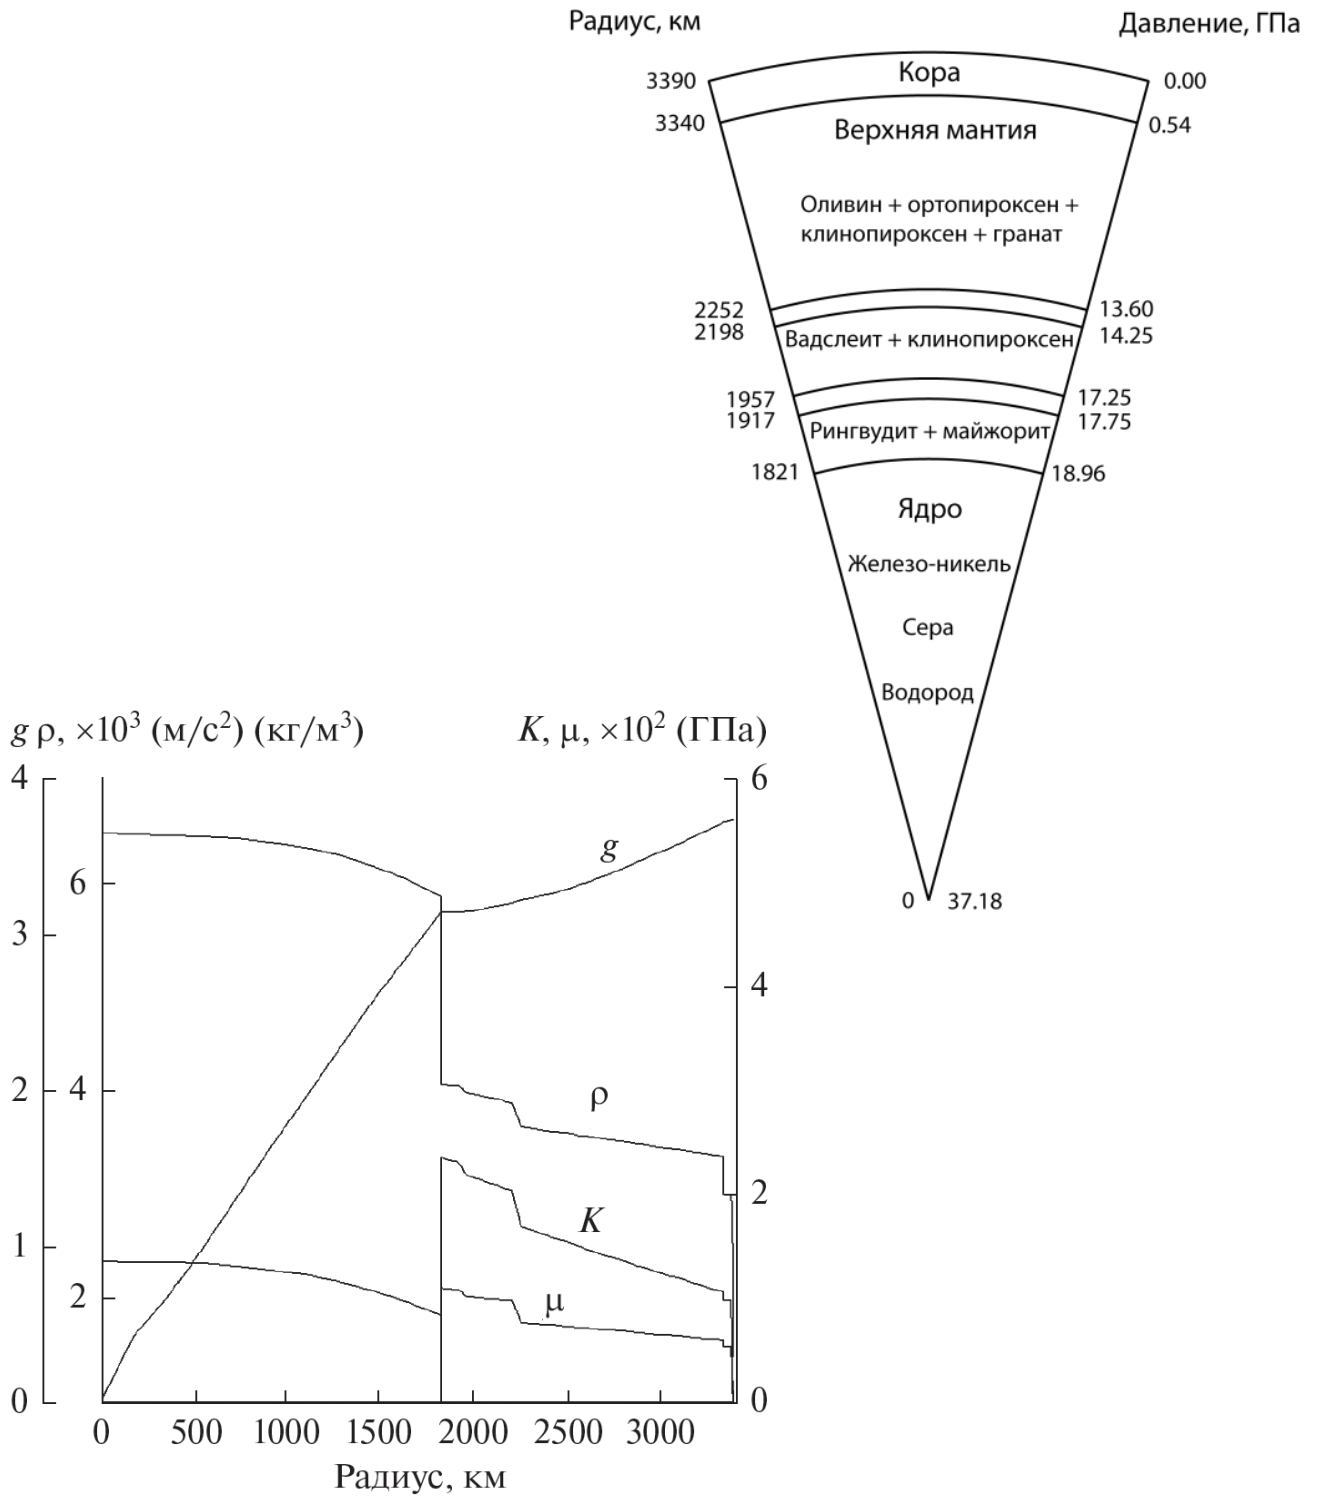 Радиус, км
Давление, ГПа
3390
Кора
0.00
3340
0.54
Верхняя мантия
Оливин + ортопироксен +
клинопироксен + гранат
2252
13.60
2198
14.25
Вадслеит + клинопироксен
1957
17.25
1917
17.75
Рингвудит + майжорит
1821
18.96
Ядро
Железо-никель
Сера
Водород
0
37.18
g ρ, ×10³ (м/с²) (кг/м³)
K, μ, ×10² (ГПа)
4
6
g
6
3
4
2
4
ρ
2
K
1
2
μ
0
0
0 500 1000 1500 2000 2500 3000
Радиус, км